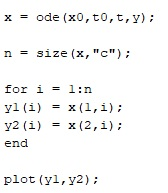 x = ode(x0,t0,t,y);
n = size(x,"c");
for i = 1:n
y1(i) = x(1,i);
y2(i) = x(2,i);
end
plot(y1,y2);